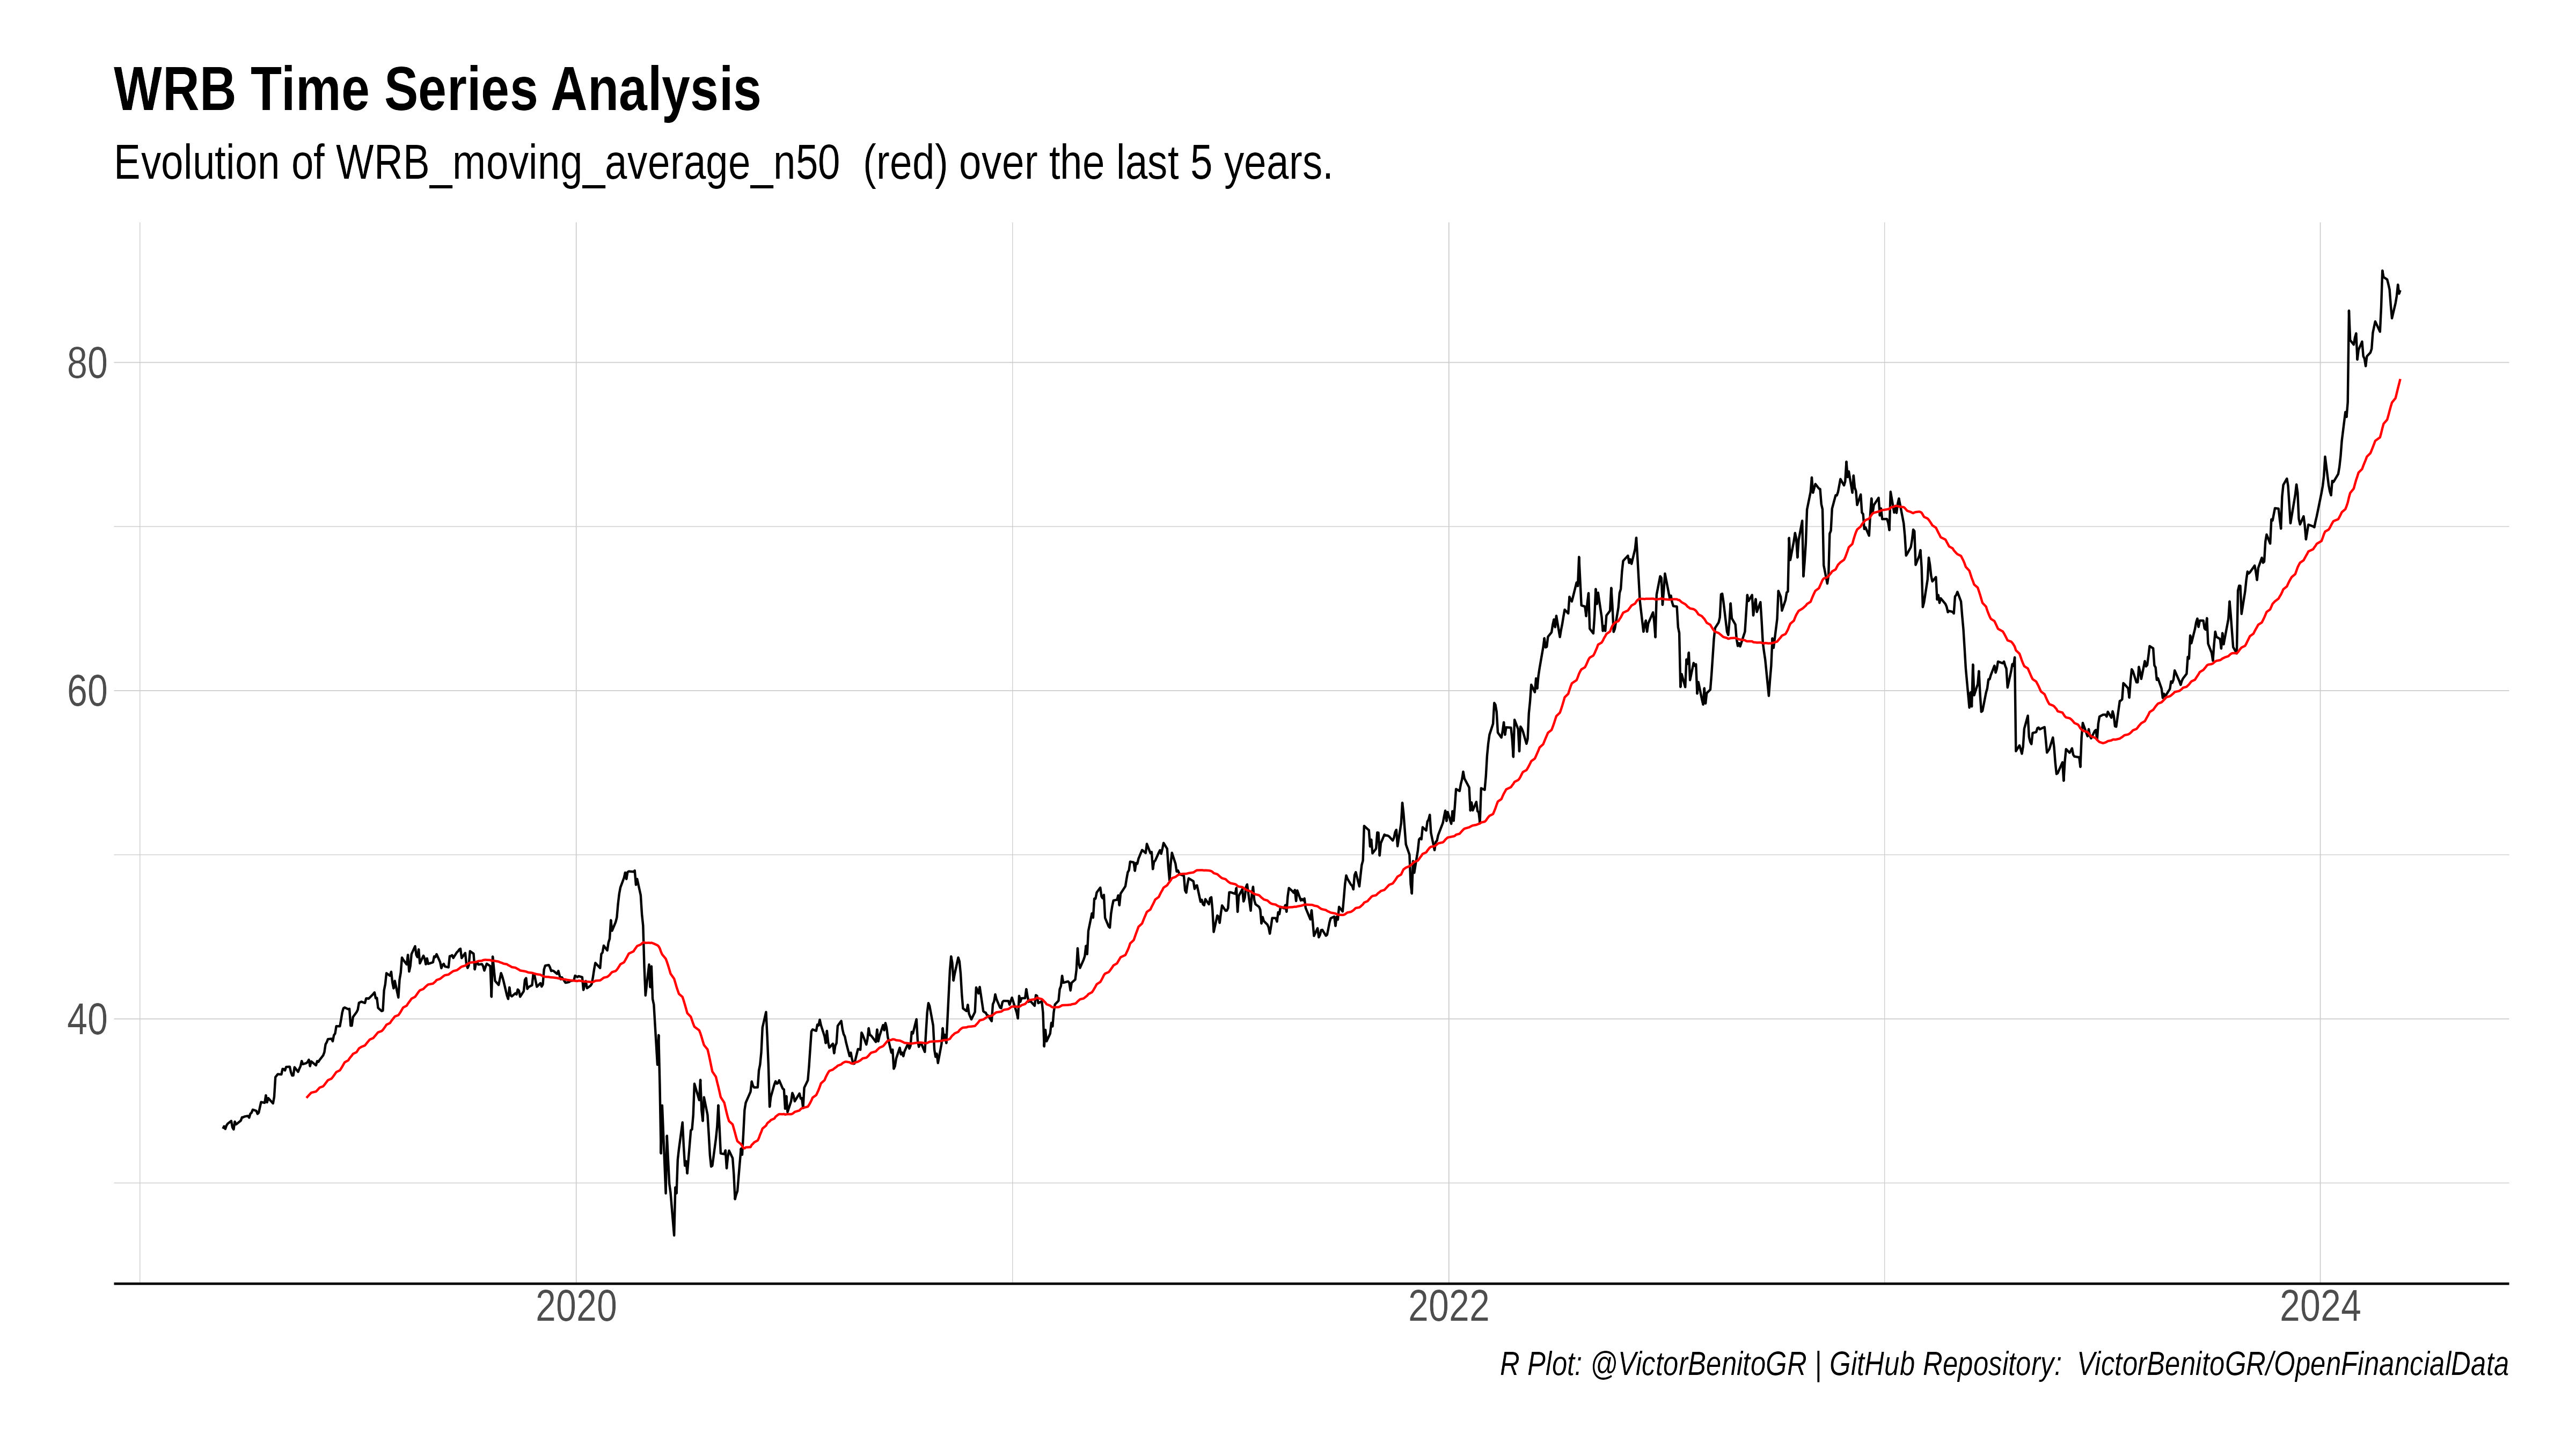 WRB Time Series Analysis
Evolution of WRB_moving_average_n50  (red) over the last 5 years.
80
60
40
2020 2022 2024
R Plot: @VictorBenitoGR | GitHub Repository:  VictorBenitoGR/OpenFinancialData